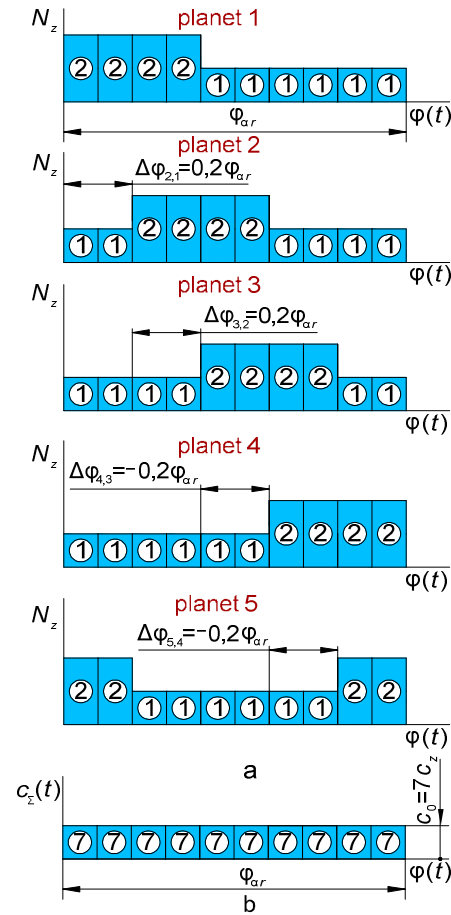 planet 1
N_z
2 2 2 2 1 1 1 1 1 1
φ_αr
φ(t)
planet 2
N_z
Δφ_2,1=0,2φ_αr
1 1 2 2 2 2 1 1 1 1
φ(t)
planet 3
N_z
Δφ_3,2=0,2φ_αr
1 1 1 1 2 2 2 2 1 1
φ(t)
planet 4
N_z
Δφ_4,3=-0,2φ_αr
1 1 1 1 1 1 2 2 2 2
φ(t)
planet 5
N_z
Δφ_5,4=-0,2φ_αr
2 2 1 1 1 1 1 1 2 2
φ(t)
a
c_Σ(t)
c_0=7c_z
7 7 7 7 7 7 7 7 7 7
φ_αr
φ(t)
b